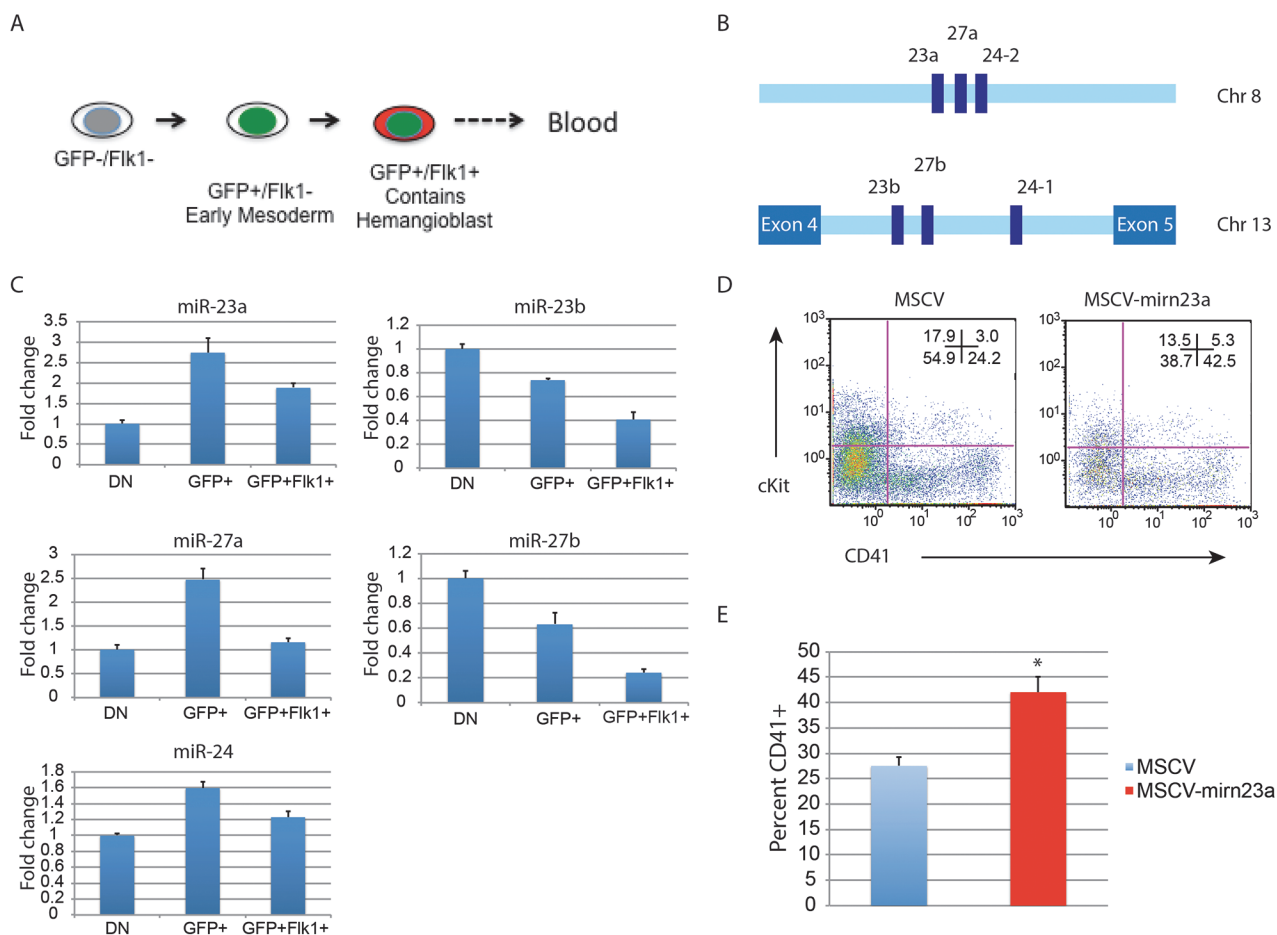 A
GFP-/Flk1-
GFP+/Flk1-
Early Mesoderm
GFP+/Flk1+
Contains
Hemangioblast
Blood
B
23a
27a
24-2
Chr 8
23b
27b
24-1
Exon 4
Exon 5
Chr 13
C
miR-23a
Fold change
3.5
3
2.5
2
1.5
1
0.5
0
DN
GFP+
GFP+Flk1+
miR-23b
Fold change
1.2
1
0.8
0.6
0.4
0.2
0
DN
GFP+
GFP+Flk1+
miR-27a
Fold change
3
2.5
2
1.5
1
0.5
0
DN
GFP+
GFP+Flk1+
miR-27b
Fold change
1.2
1
0.8
0.6
0.4
0.2
0
DN
GFP+
GFP+Flk1+
miR-24
Fold change
1.8
1.6
1.4
1.2
1
0.8
0.6
0.4
0.2
0
DN
GFP+
GFP+Flk1+
D
MSCV
10³
10²
10¹
10⁰
17.9 3.0
54.9 24.2
10⁰ 10¹ 10² 10³
MSCV-mirn23a
10³
10²
10¹
10⁰
13.5 5.3
38.7 42.5
10⁰ 10¹ 10² 10³
cKit
CD41
E
Percent CD41+
50
45
40
35
30
25
20
15
10
5
0
*
MSCV
MSCV-mirn23a